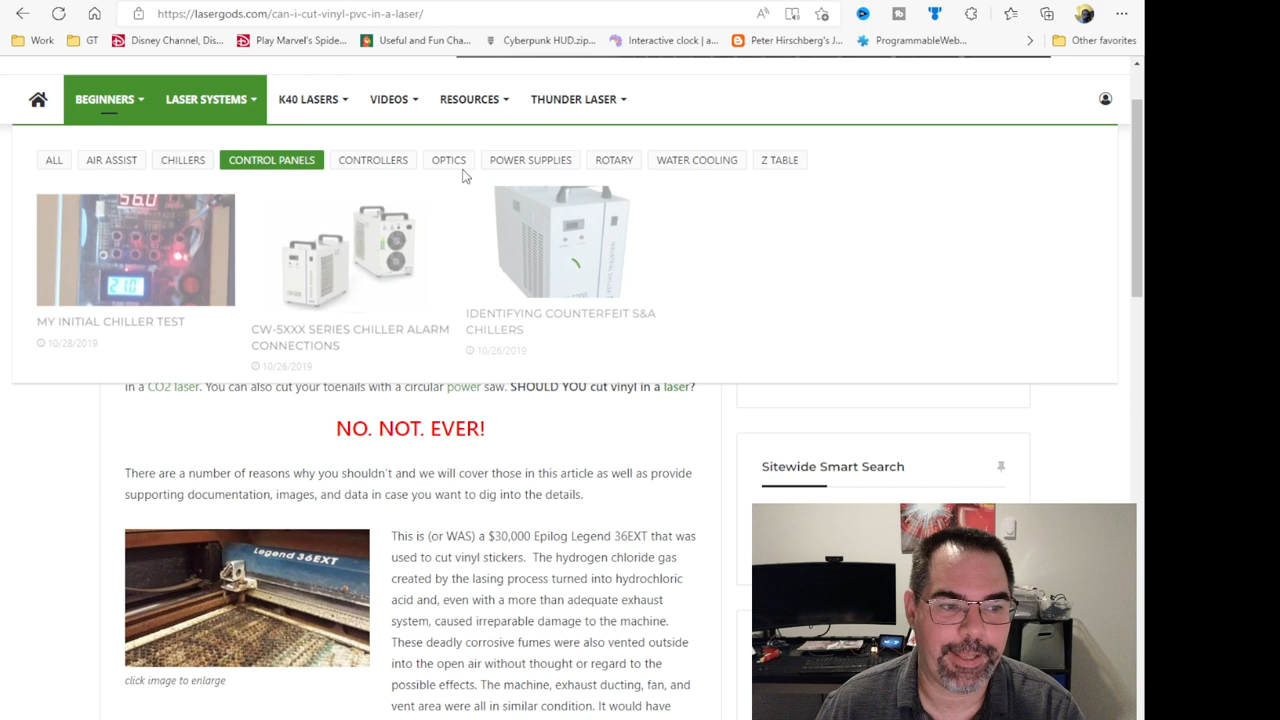 https://lasergods.com/can-i-cut-vinyl-pvc-in-a-laser/
Work
GT
Disney Channel, Dis...
Play Marvel's Spide...
Useful and Fun Cha...
Cyberpunk HUD.zip...
Interactive clock | a...
Peter Hirschberg's J...
ProgrammableWeb...
Other favorites
BEGINNERS
LASER SYSTEMS
K40 LASERS
VIDEOS
RESOURCES
THUNDER LASER
ALL
AIR ASSIST
CHILLERS
CONTROL PANELS
CONTROLLERS
OPTICS
POWER SUPPLIES
ROTARY
WATER COOLING
Z TABLE
MY INITIAL CHILLER TEST
10/28/2019
CW-5XXX SERIES CHILLER ALARM
CONNECTIONS
10/26/2019
IDENTIFYING COUNTERFEIT S&A
CHILLERS
10/26/2019
in a CO2 laser. You can also cut your toenails with a circular power saw. SHOULD YOU cut vinyl in a laser?
NO. NOT. EVER!
There are a number of reasons why you shouldn't and we will cover those in this article as well as provide
supporting documentation, images, and data in case you want to dig into the details.
Legend 36EXT
click image to enlarge
This is (or WAS) a $30,000 Epilog Legend 36EXT that was
used to cut vinyl stickers. The hydrogen chloride gas
created by the lasing process turned into hydrochloric
acid and, even with a more than adequate exhaust
system, caused irreparable damage to the machine.
These deadly corrosive fumes were also vented outside
into the open air without thought or regard to the
possible effects. The machine, exhaust ducting, fan, and
vent area were all in similar condition. It would have
Sitewide Smart Search